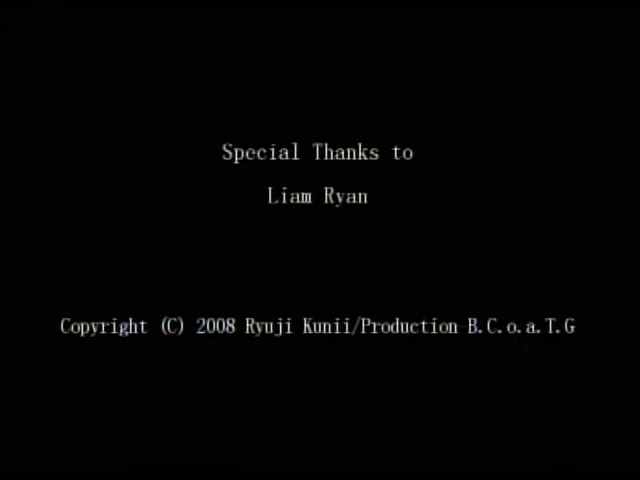 Special Thanks to
Liam Ryan
Copyright (C) 2008 Ryuji Kunii/Production B.C.o.a.T.G